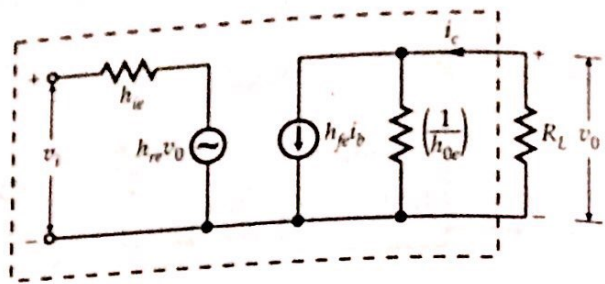 i_c
+ +
h_ie
v_i h_re v_0 h_fe i_b (1/h_0e) R_L v_0
− −